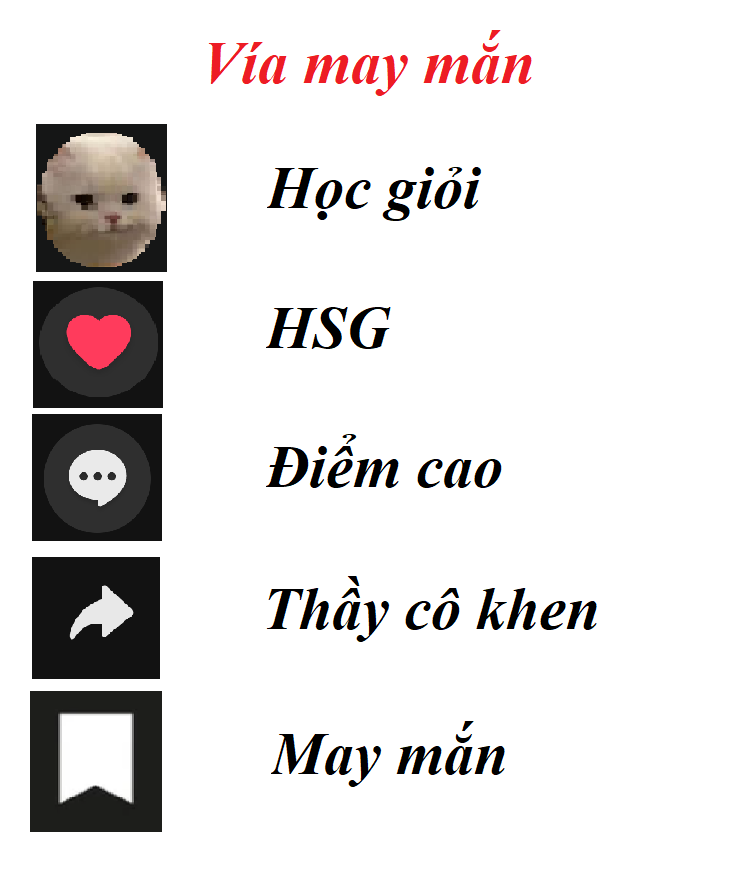 Vía may mắn
Học giỏi
HSG
Điểm cao
Thầy cô khen
May mắn